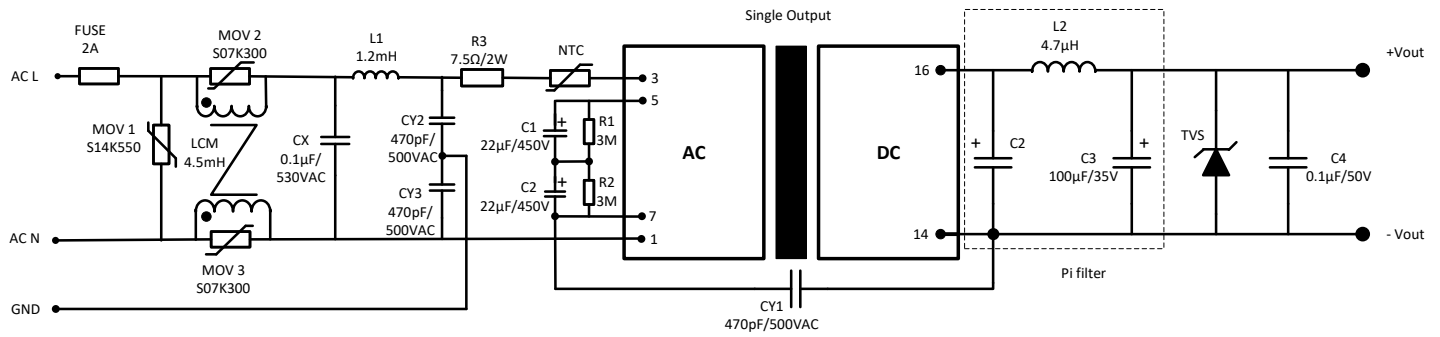 Single Output
FUSE
2A
MOV 2
S07K300
L1
1.2mH
R3
7.5Ω/2W
NTC
L2
4.7µH
AC L
3
16
+Vout
5
MOV 1
S14K550
LCM
4.5mH
CX
0.1µF/
530VAC
CY2
470pF/
500VAC
C1
22µF/450V
+
R1
3M
AC
DC
+
C2
C3
100µF/35V
+
TVS
C4
0.1µF/50V
CY3
470pF/
500VAC
C2
22µF/450V
+
R2
3M
7
AC N
1
14
- Vout
MOV 3
S07K300
Pi filter
GND
CY1
470pF/500VAC